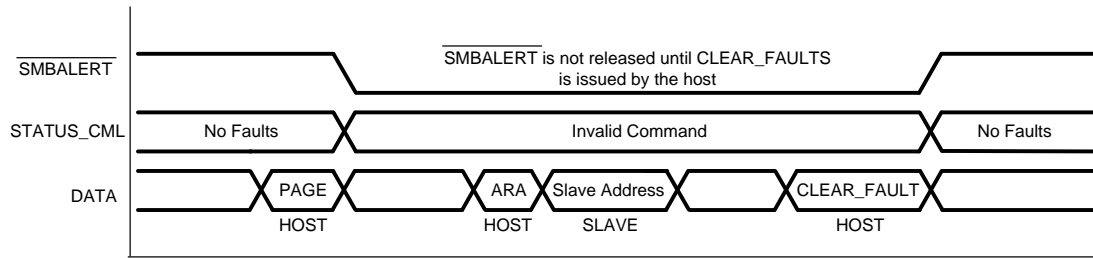 SMBALERT
SMBALERT is not released until CLEAR_FAULTS
is issued by the host
STATUS_CML
No Faults
Invalid Command
No Faults
DATA
PAGE
ARA
Slave Address
CLEAR_FAULT
HOST
HOST
SLAVE
HOST